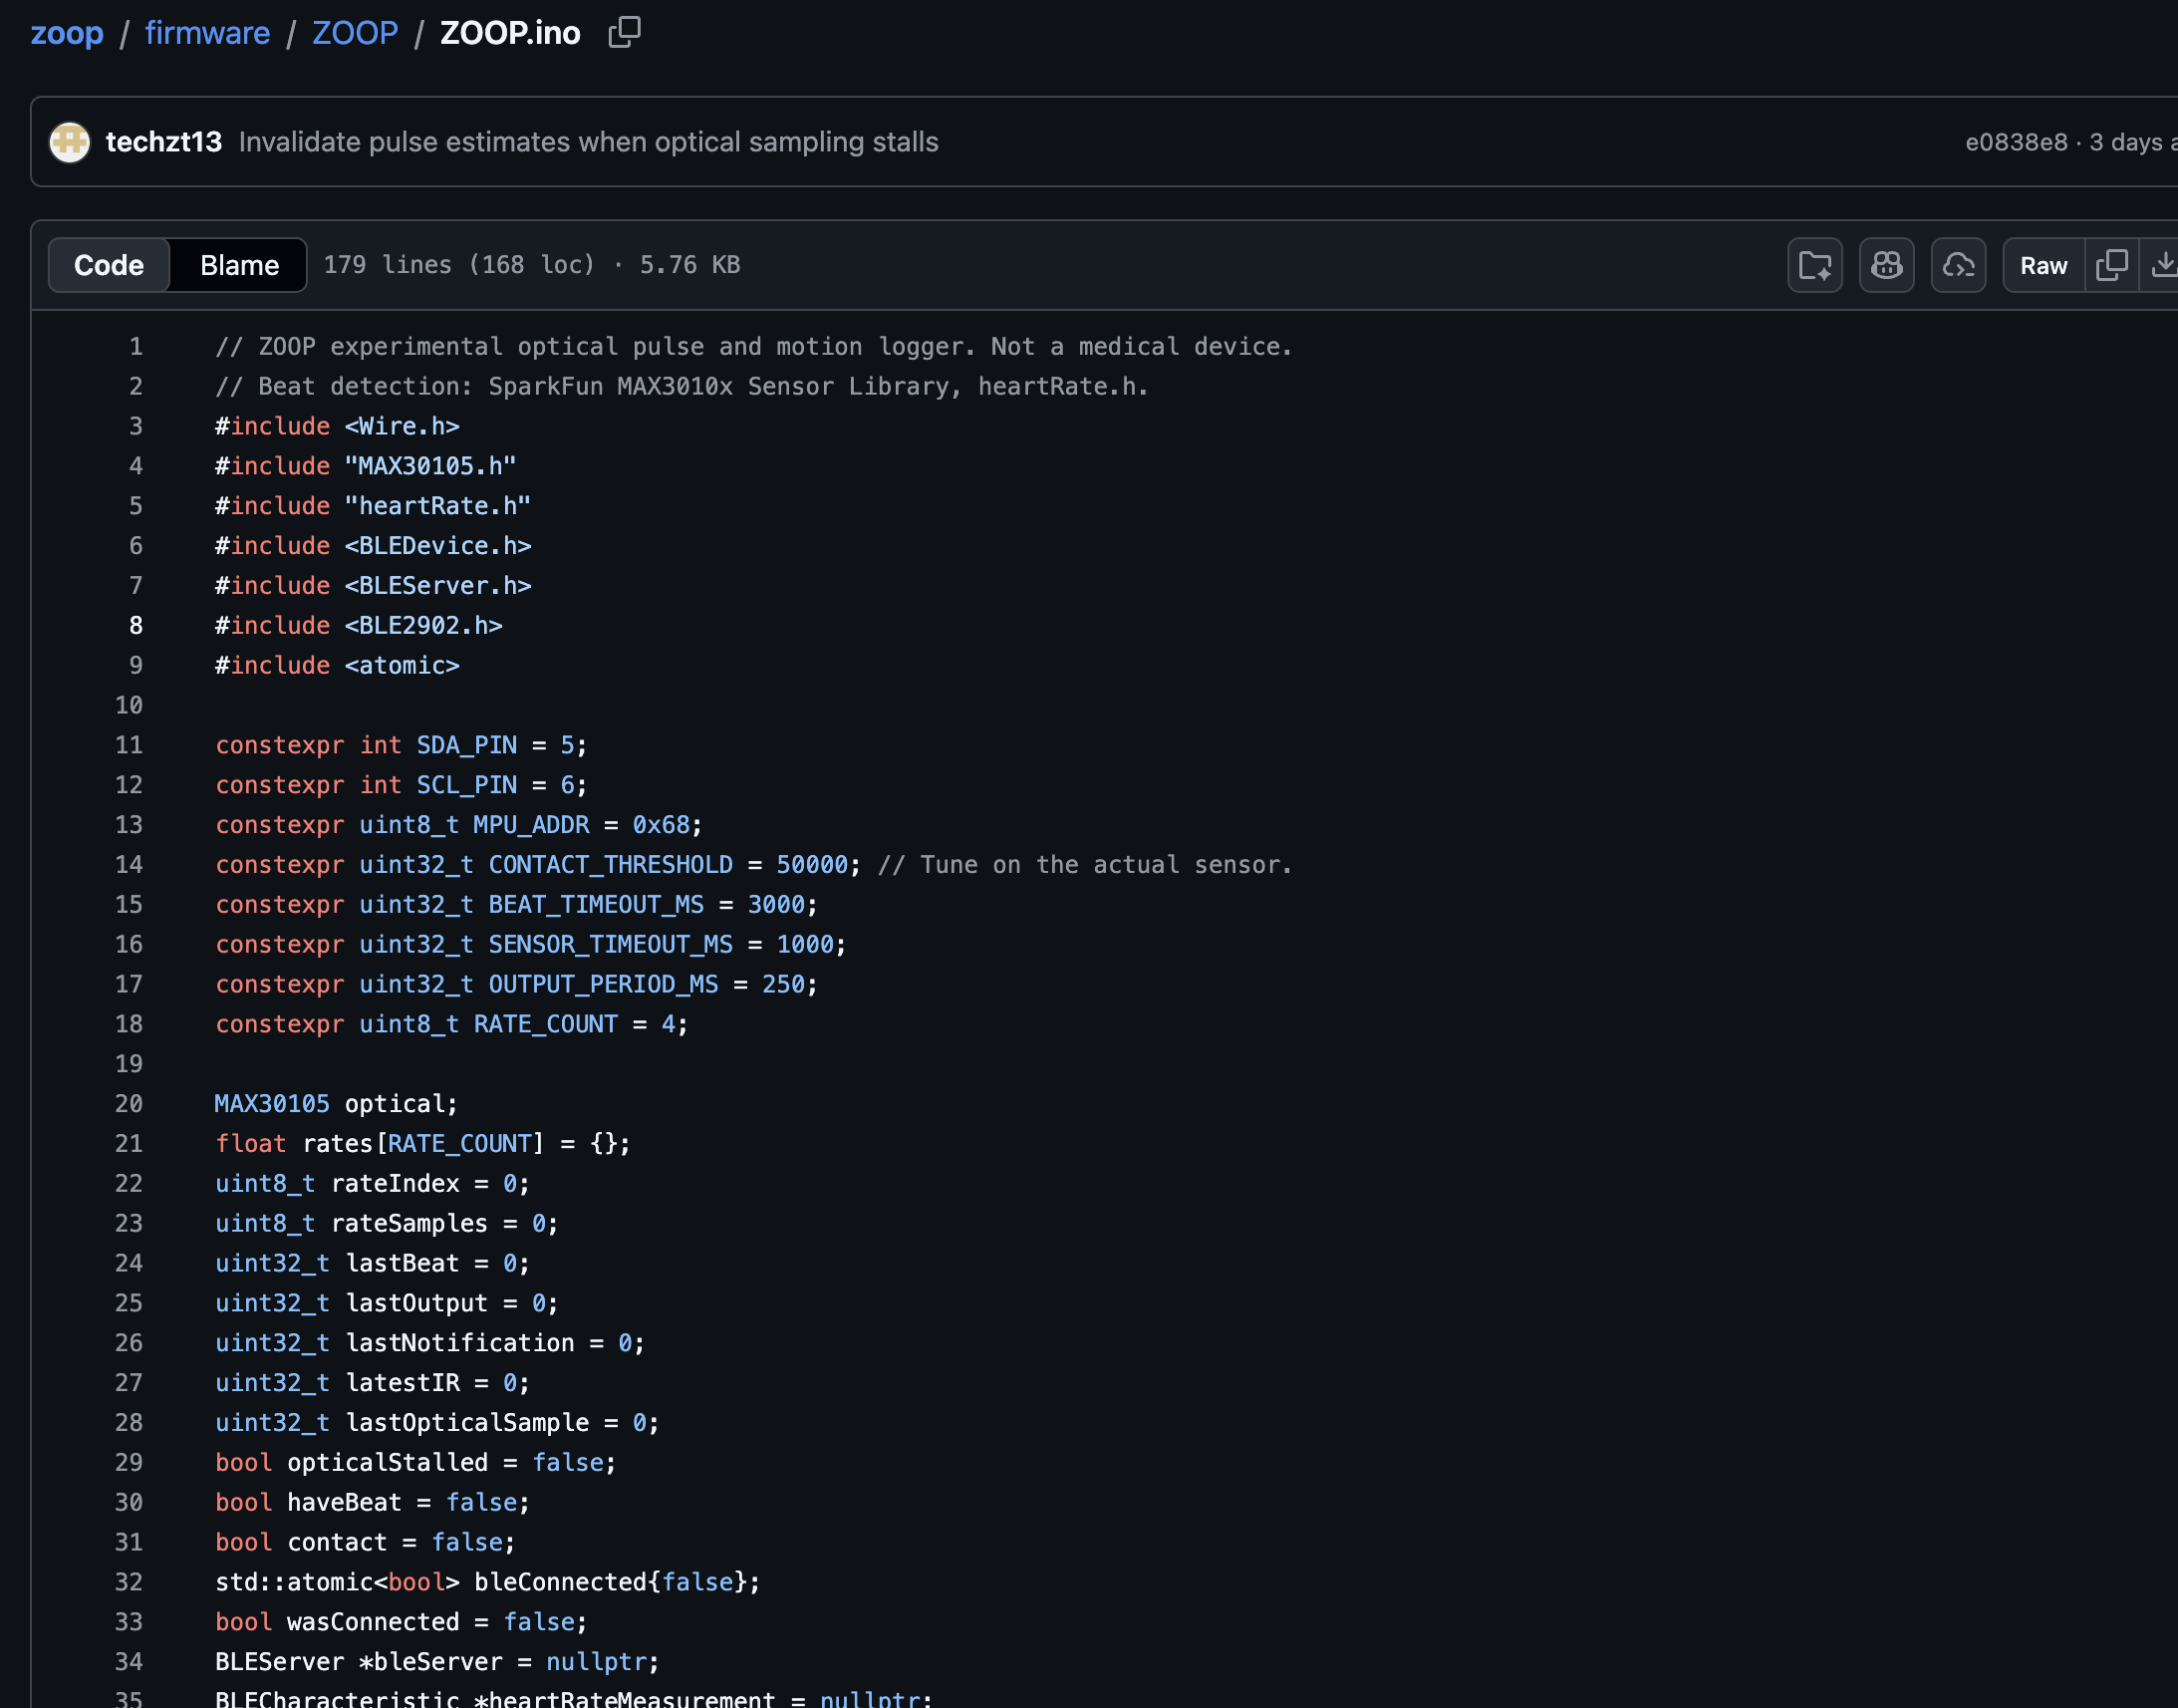 zoop / firmware / ZOOP / ZOOP.ino
techzt13 Invalidate pulse estimates when optical sampling stalls e0838e8 · 3 days
Code Blame 179 lines (168 loc) · 5.76 KB Raw
1 // ZOOP experimental optical pulse and motion logger. Not a medical device.
2 // Beat detection: SparkFun MAX3010x Sensor Library, heartRate.h.
3 #include <Wire.h>
4 #include "MAX30105.h"
5 #include "heartRate.h"
6 #include <BLEDevice.h>
7 #include <BLEServer.h>
8 #include <BLE2902.h>
9 #include <atomic>
10
11 constexpr int SDA_PIN = 5;
12 constexpr int SCL_PIN = 6;
13 constexpr uint8_t MPU_ADDR = 0x68;
14 constexpr uint32_t CONTACT_THRESHOLD = 50000; // Tune on the actual sensor.
15 constexpr uint32_t BEAT_TIMEOUT_MS = 3000;
16 constexpr uint32_t SENSOR_TIMEOUT_MS = 1000;
17 constexpr uint32_t OUTPUT_PERIOD_MS = 250;
18 constexpr uint8_t RATE_COUNT = 4;
19
20 MAX30105 optical;
21 float rates[RATE_COUNT] = {};
22 uint8_t rateIndex = 0;
23 uint8_t rateSamples = 0;
24 uint32_t lastBeat = 0;
25 uint32_t lastOutput = 0;
26 uint32_t lastNotification = 0;
27 uint32_t latestIR = 0;
28 uint32_t lastOpticalSample = 0;
29 bool opticalStalled = false;
30 bool haveBeat = false;
31 bool contact = false;
32 std::atomic<bool> bleConnected{false};
33 bool wasConnected = false;
34 BLEServer *bleServer = nullptr;
35 BLECharacteristic *heartRateMeasurement = nullptr;